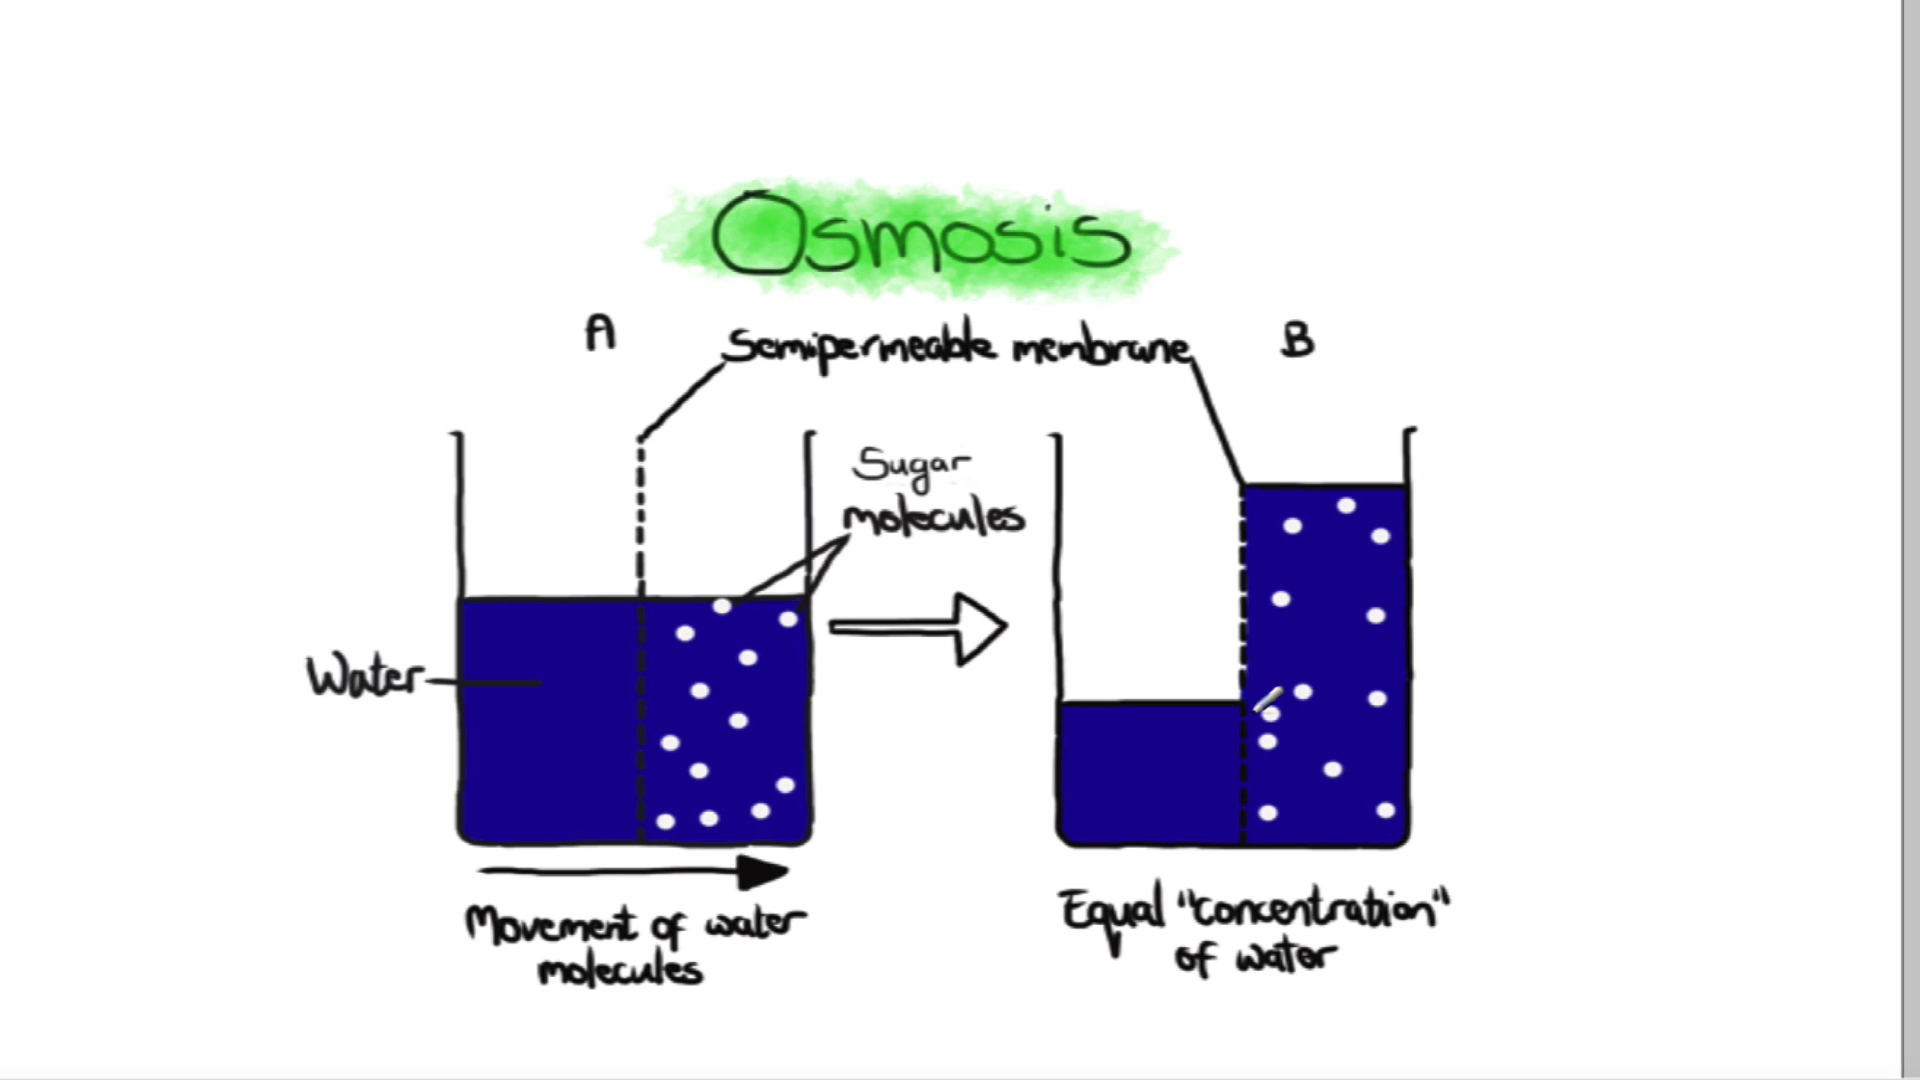 Osmosis
A
Semipermeable membrane
B
Sugar
molecules
Water
Movement of water
molecules
Equal "concentration"
of water